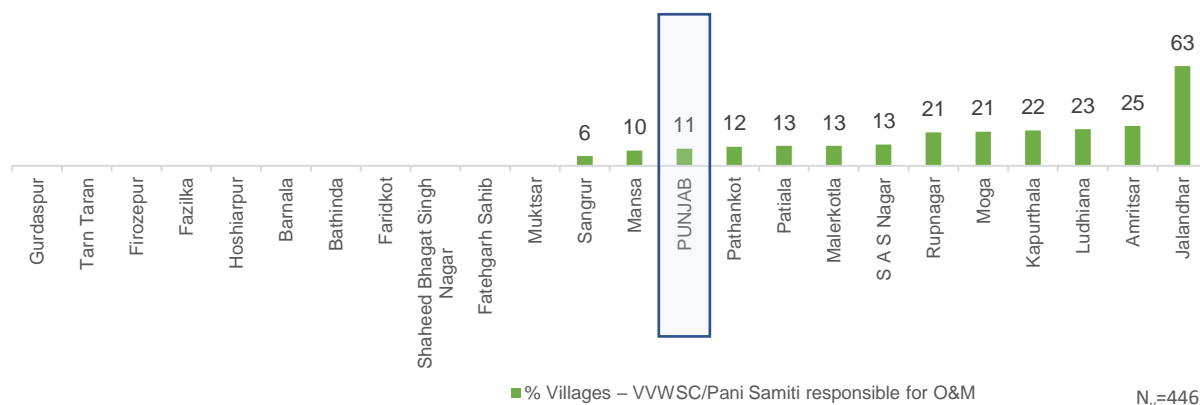 63
25
23
22
21
21
13
13
13
12
11
10
6
Gurdaspur
Tarn Taran
Firozepur
Fazilka
Hoshiarpur
Barnala
Bathinda
Faridkot
Shaheed Bhagat Singh
Nagar
Fatehgarh Sahib
Muktsar
Sangrur
Mansa
PUNJAB
Pathankot
Patiala
Malerkotla
S A S Nagar
Rupnagar
Moga
Kapurthala
Ludhiana
Amritsar
Jalandhar
% Villages – VVWSC/Pani Samiti responsible for O&M
Nv=446